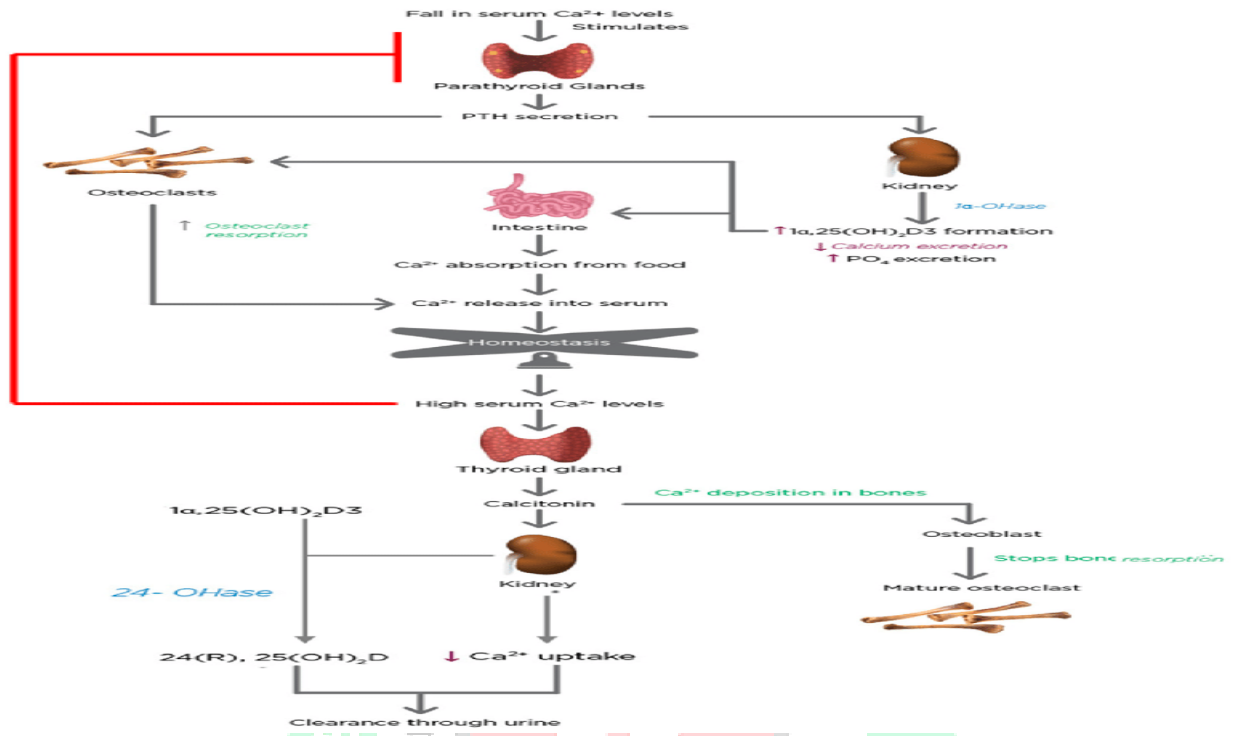 Fall in serum Ca²⁺ levels
Stimulates
Parathyroid Glands
PTH secretion
Osteoclasts
Kidney
↑ Osteoclast
resorption
Intestine
1α-OHase
↑1α,25(OH)₂D3 formation
↓ Calcium excretion
↑ PO₄ excretion
Ca²⁺ absorption from food
Ca²⁺ release into serum
Homeostasis
High serum Ca²⁺ levels
Thyroid gland
Calcitonin
Ca²⁺ deposition in bones
1α,25(OH)₂D3
Osteoblast
Stops bone resorption
24- OHase
Kidney
Mature osteoclast
24(R), 25(OH)₂D
↓ Ca²⁺ uptake
Clearance through urine